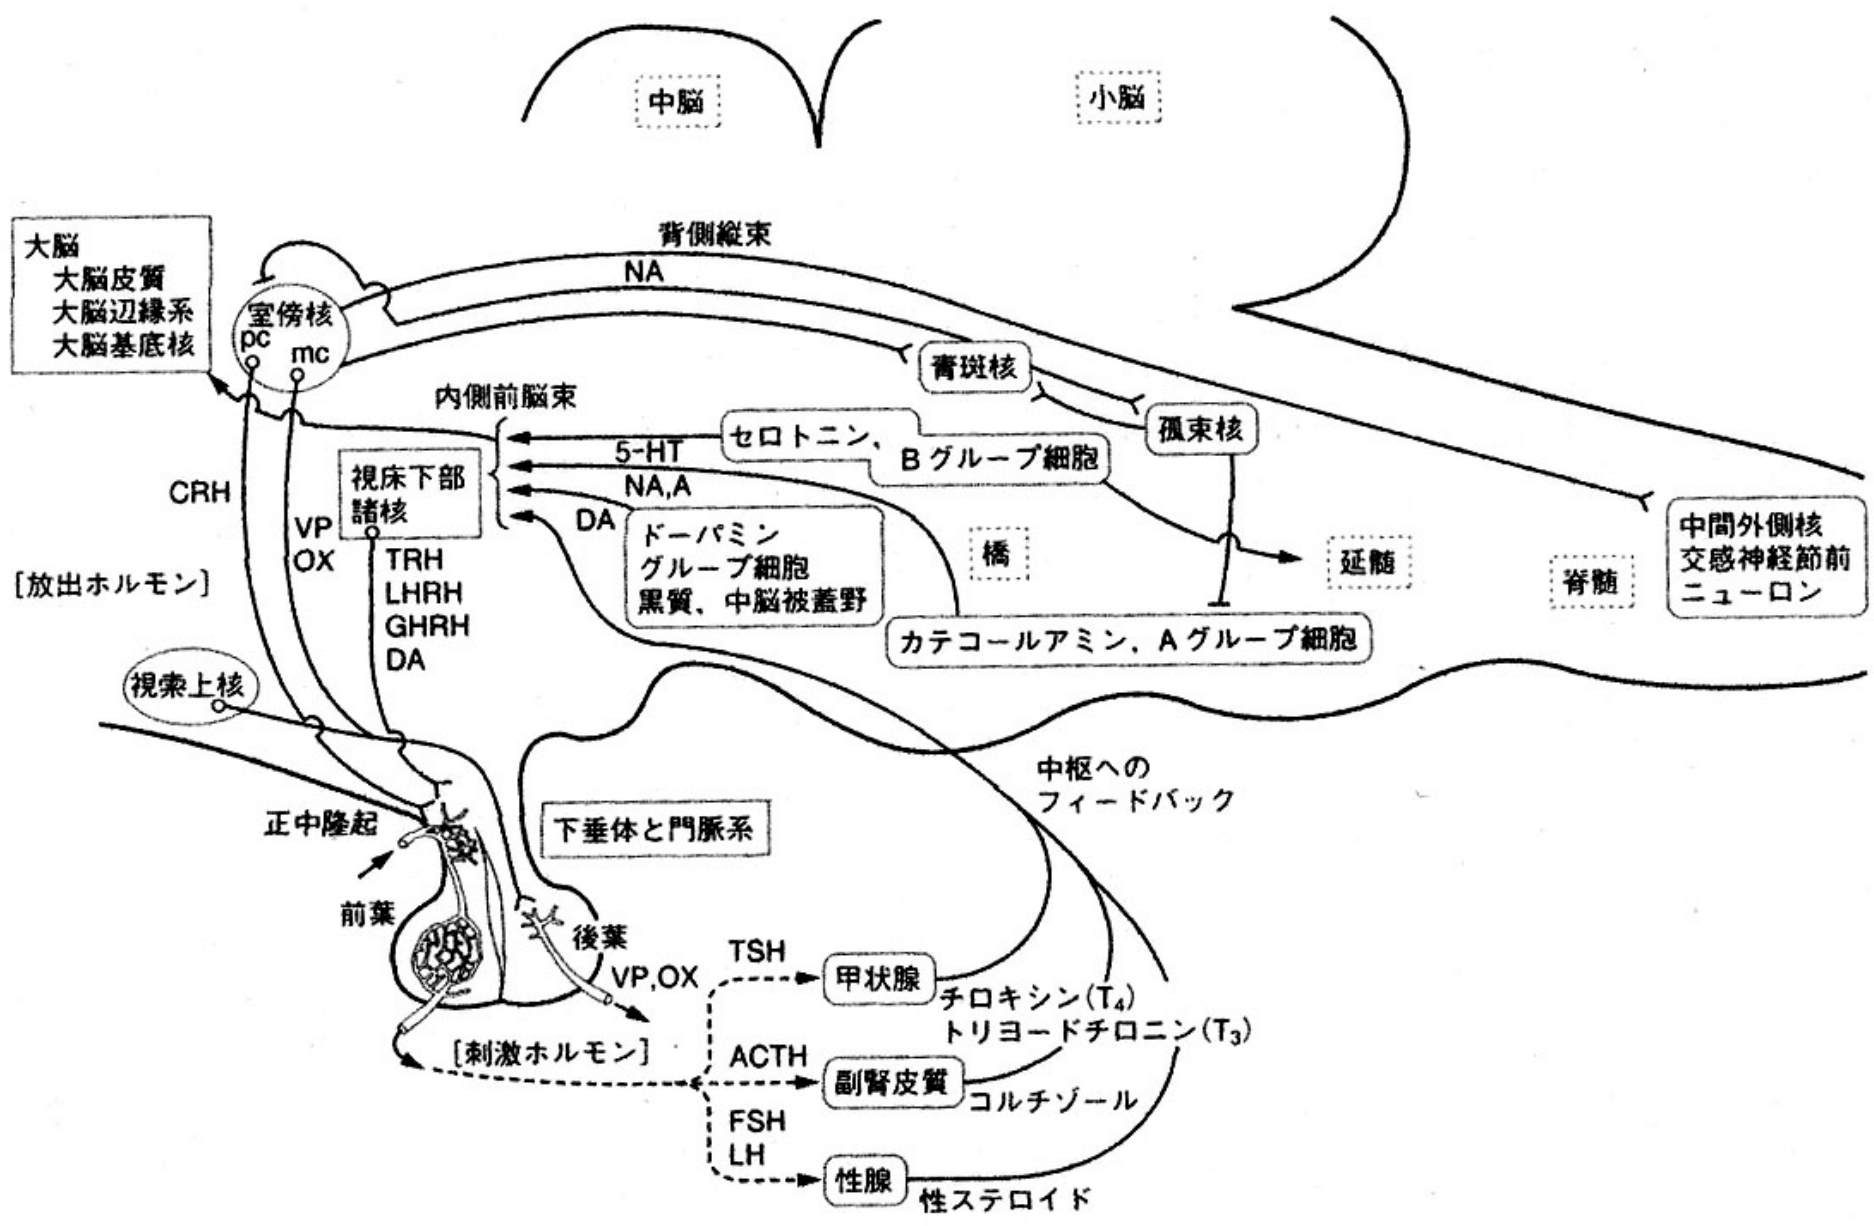 中脳
小脳
大脳
大脳皮質
大脳辺縁系
大脳基底核
背側縦束
NA
室傍核
pc
mc
青斑核
内側前脳束
孤束核
セロトニン、
Bグループ細胞
5-HT
NA,A
DA
視床下部
諸核
CRH
VP
OX
TRH
LHRH
GHRH
DA
ドーパミン
グループ細胞
黒質、中脳被蓋野
橋
延髄
脊髄
中間外側核
交感神経節前
ニューロン
[放出ホルモン]
カテコールアミン、Aグループ細胞
視索上核
中枢への
フィードバック
正中隆起
下垂体と門脈系
前葉
後葉
VP,OX
TSH
甲状腺
チロキシン(T₄)
トリヨードチロニン(T₃)
[刺激ホルモン]
ACTH
副腎皮質
コルチゾール
FSH
LH
性腺
性ステロイド